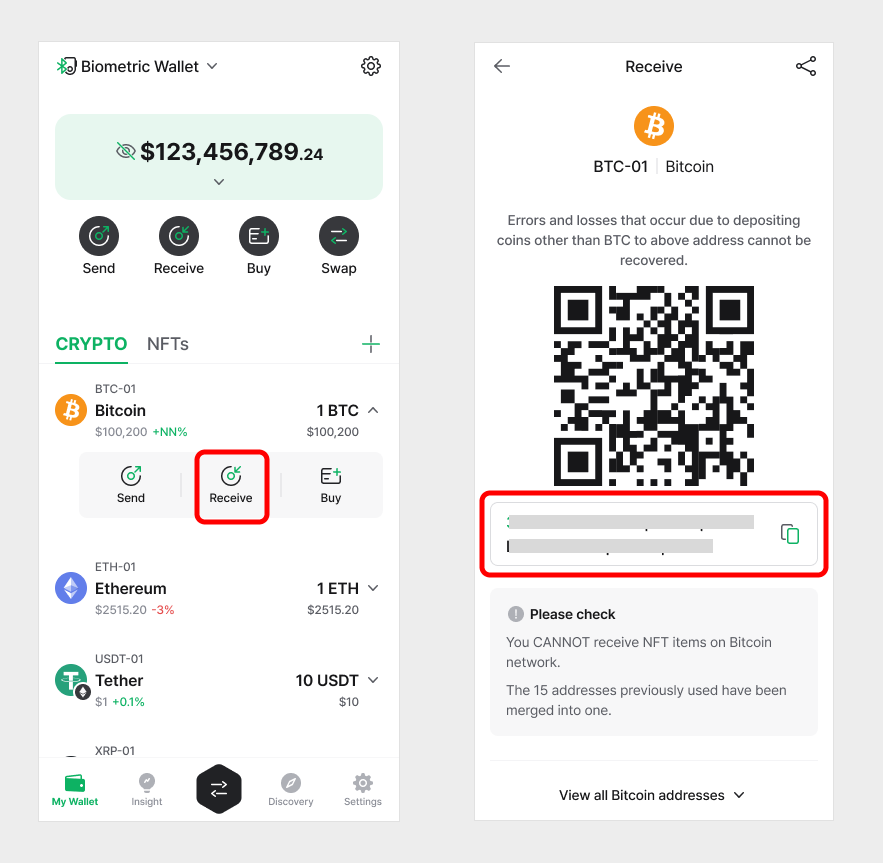 Biometric Wallet
$123,456,789.24
Send Receive Buy Swap
CRYPTO NFTs
BTC-01
Bitcoin 1 BTC
$100,200 +NN% $100,200
Send Receive Buy
ETH-01
Ethereum 1 ETH
$2515.20 -3% $2515.20
USDT-01
Tether 10 USDT
$1 +0.1% $10
XRP-01
My Wallet Insight Discovery Settings
Receive
BTC-01 Bitcoin
Errors and losses that occur due to depositing
coins other than BTC to above address cannot be
recovered.
Please check
You CANNOT receive NFT items on Bitcoin
network.
The 15 addresses previously used have been
merged into one.
View all Bitcoin addresses